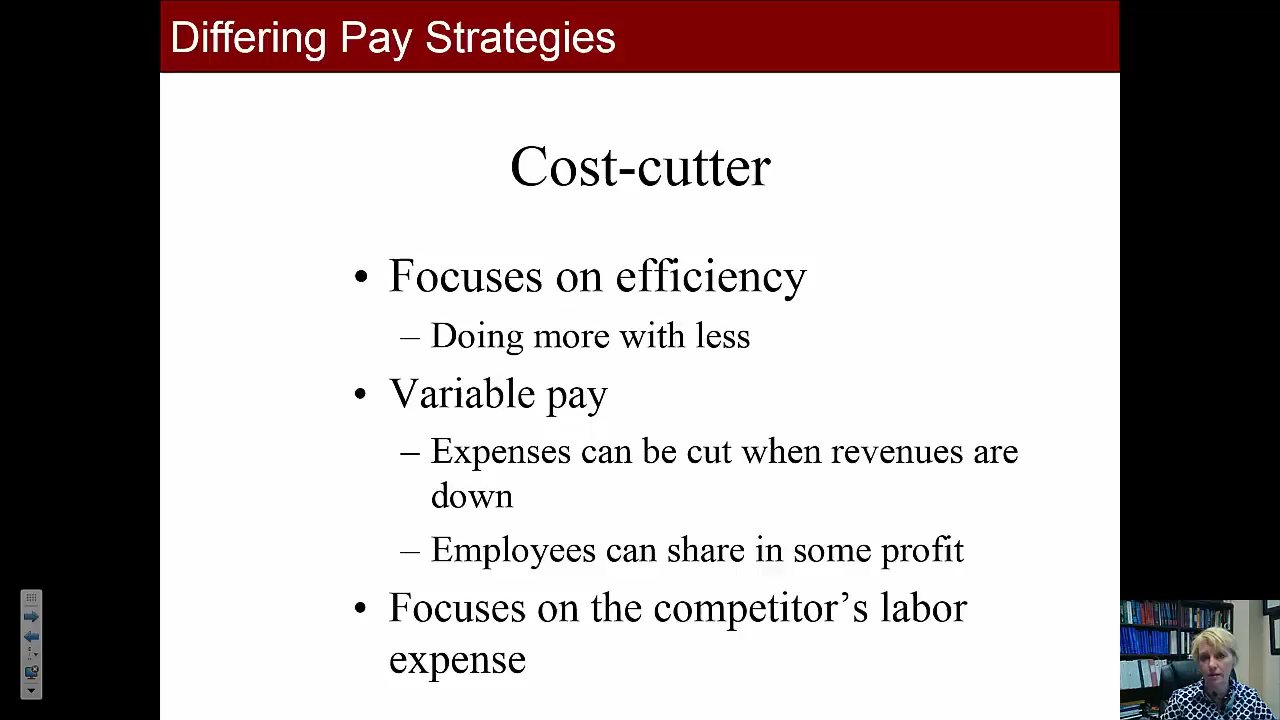 Differing Pay Strategies
Cost-cutter
• Focuses on efficiency
– Doing more with less
• Variable pay
– Expenses can be cut when revenues are
down
– Employees can share in some profit
• Focuses on the competitor’s labor
expense